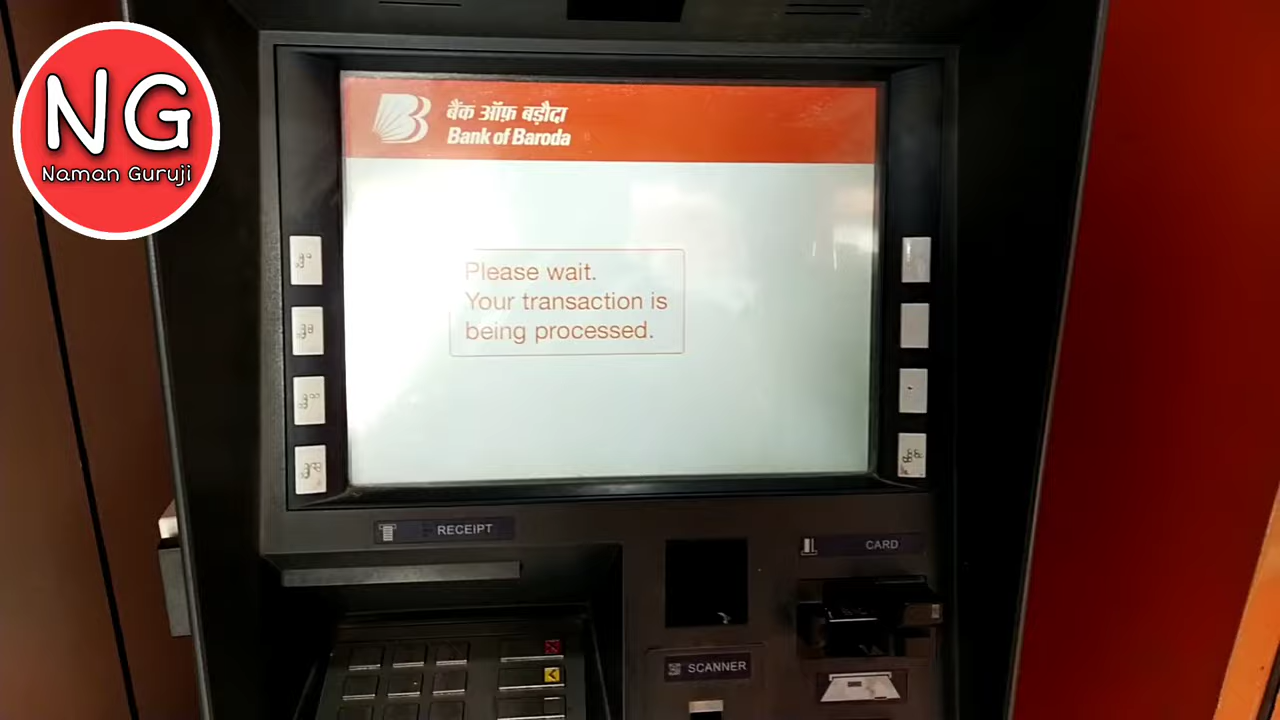 NG
Naman Guruji
बैंक ऑफ़ बड़ौदा
Bank of Baroda
Please wait.
Your transaction is
being processed.
RECEIPT
CARD
SCANNER